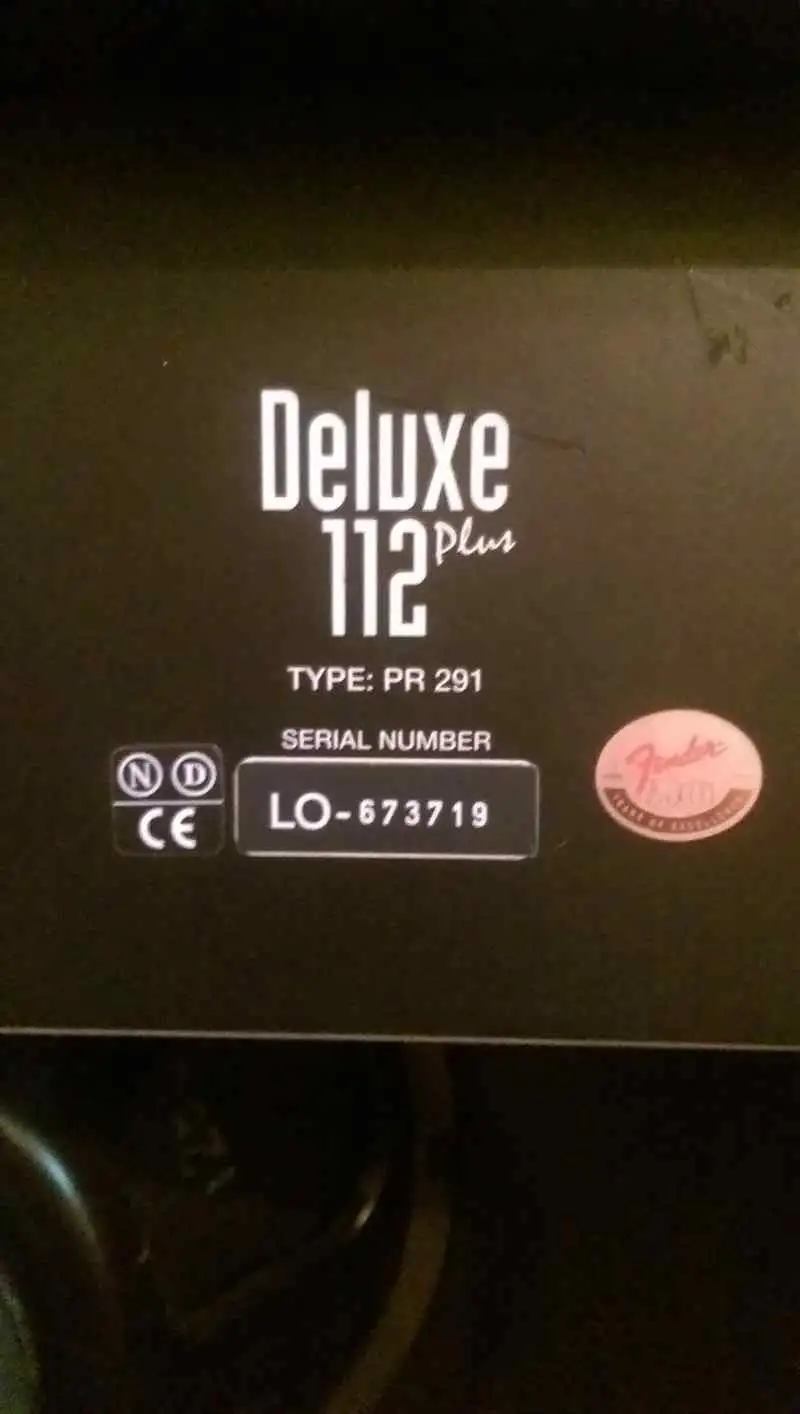 Deluxe
112 Plus
TYPE: PR 291
SERIAL NUMBER
N D
CE
LO-673719
Fender